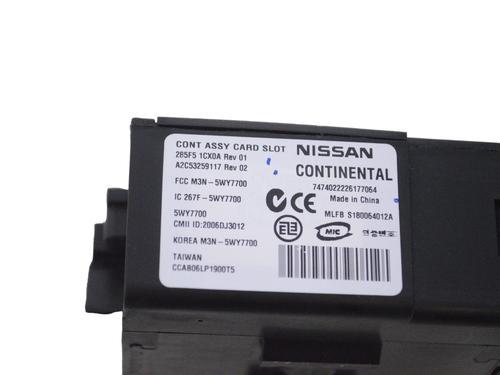 CONT ASSY CARD SLOT NISSAN
285F5 1CX0A Rev 01
A2C53259117 Rev 02 CONTINENTAL
7474022226177064
FCC M3N-5WY7700 Made in China
IC 267F-5WY7700 MLFB S180064012A
5WY7700
CMII ID:2006DJ3012
MIC
KOREA M3N-5WY7700
TAIWAN
CCAB06LP1900T5